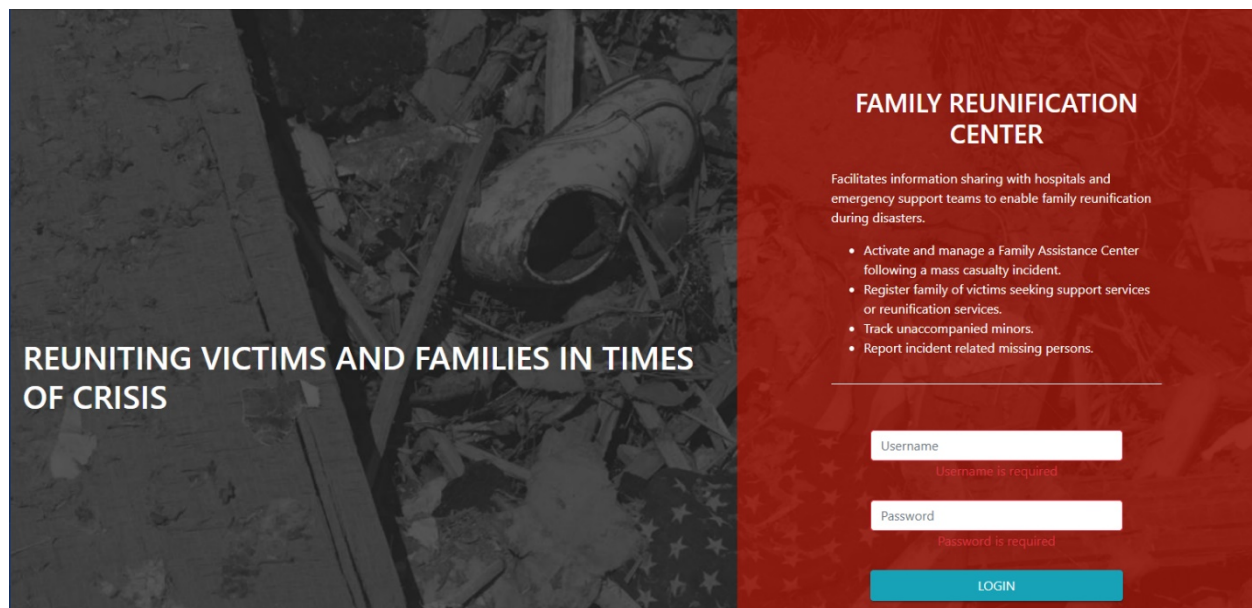 REUNITING VICTIMS AND FAMILIES IN TIMES
OF CRISIS
FAMILY REUNIFICATION
CENTER
Facilitates information sharing with hospitals and
emergency support teams to enable family reunification
during disasters.
• Activate and manage a Family Assistance Center
following a mass casualty incident.
• Register family of victims seeking support services
or reunification services.
• Track unaccompanied minors.
• Report incident related missing persons.
Username
Username is required
Password
Password is required
LOGIN